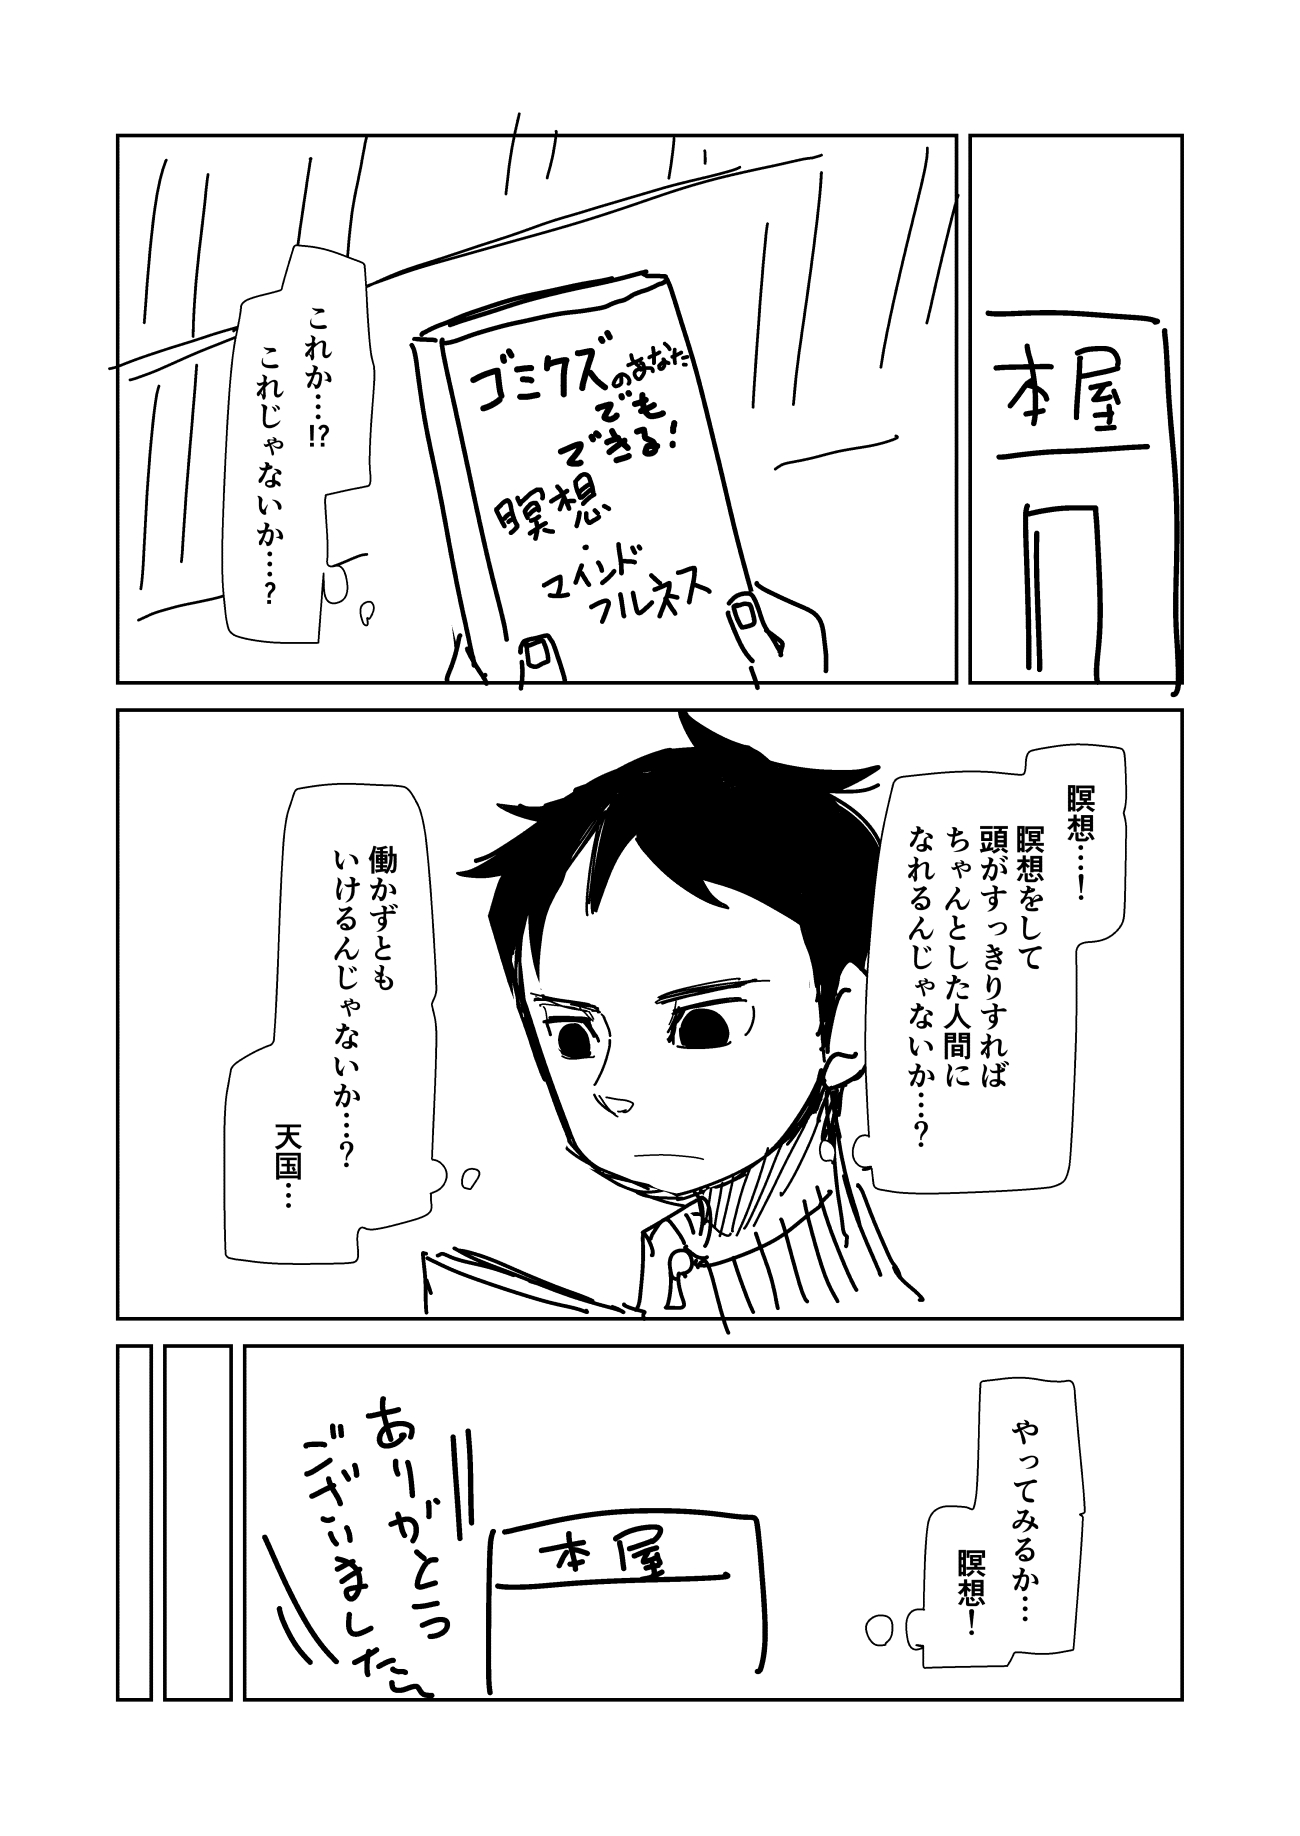 本屋
ゴミクズのあなた
でも
できる!
瞑想
・
マインド
フルネス
これか…!?
これじゃないか…?
瞑想…!
瞑想をして
頭がすっきりすれば
ちゃんとした人間に
なれるんじゃないか…?
働かずとも
いけるんじゃないか…?
天国…
やってみるか…
瞑想!
本屋
ありがとう
ございました〜